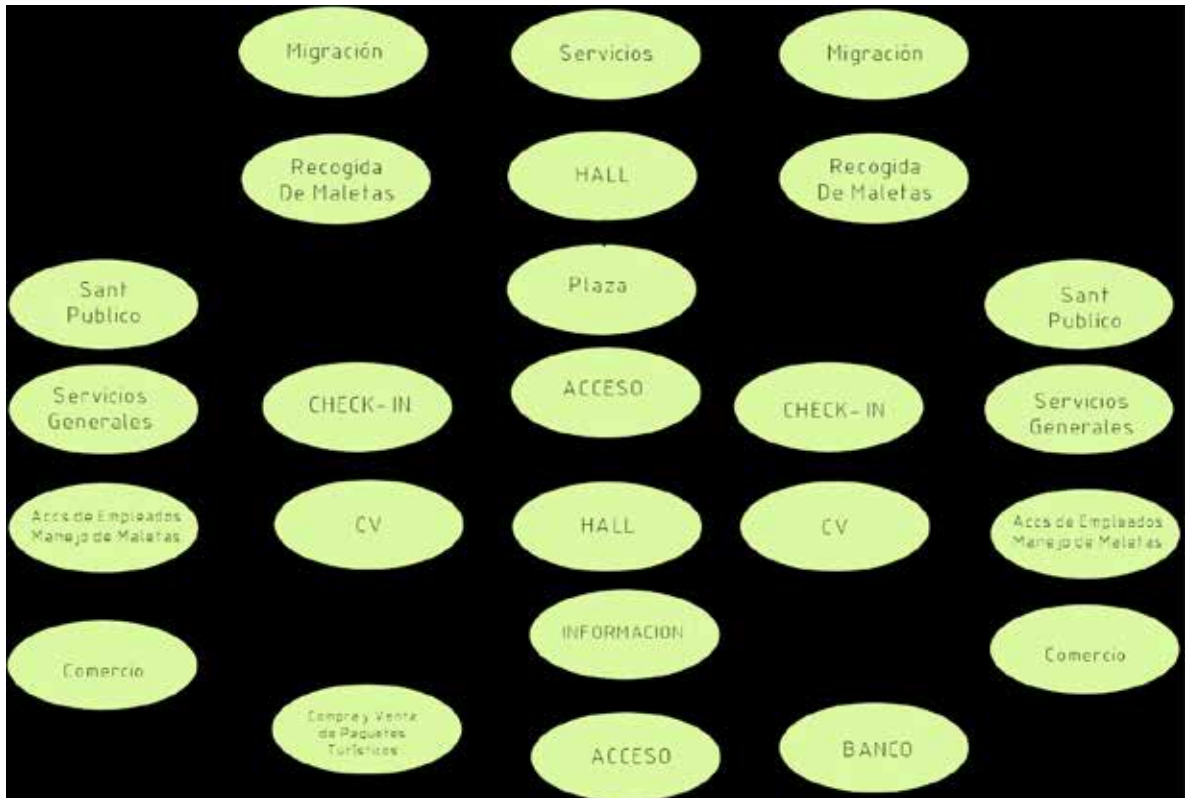 Migración
Servicios
Migración
Recogida
De Maletas
HALL
Recogida
De Maletas
Plaza
Sant
Publico
Sant
Publico
ACCESO
Servicios
Generales
CHECK-IN
CHECK-IN
Servicios
Generales
Accs de Empleados
Manejo de Maletas
CV
HALL
CV
Accs de Empleados
Manejo de Maletas
INFORMACION
Comercio
Comercio
Compra y Venta
de Paquetes
Turísticos
ACCESO
BANCO